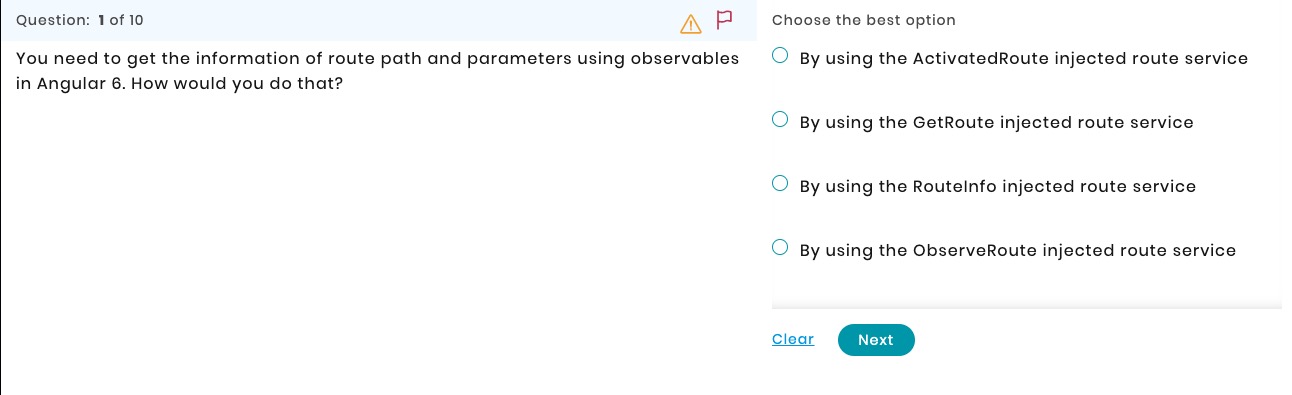 Question: 1 of 10
You need to get the information of route path and parameters using observables
in Angular 6. How would you do that?
Choose the best option
By using the ActivatedRoute injected route service
By using the GetRoute injected route service
By using the RouteInfo injected route service
By using the ObserveRoute injected route service
Clear
Next